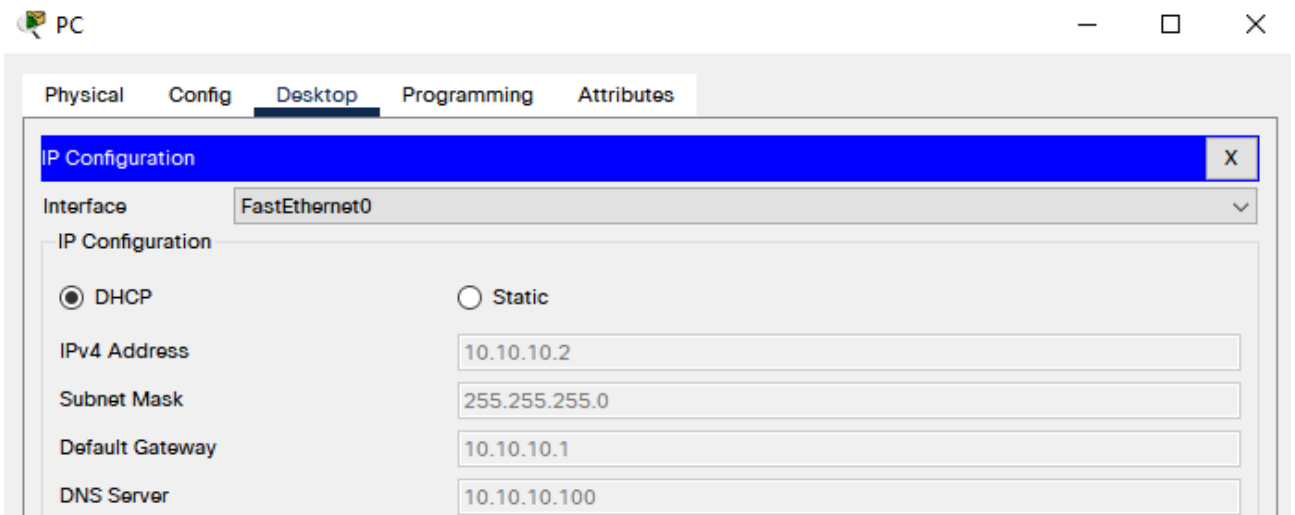 PC
Physical Config Desktop Programming Attributes
IP Configuration X
Interface FastEthernet0
IP Configuration
DHCP Static
IPv4 Address 10.10.10.2
Subnet Mask 255.255.255.0
Default Gateway 10.10.10.1
DNS Server 10.10.10.100